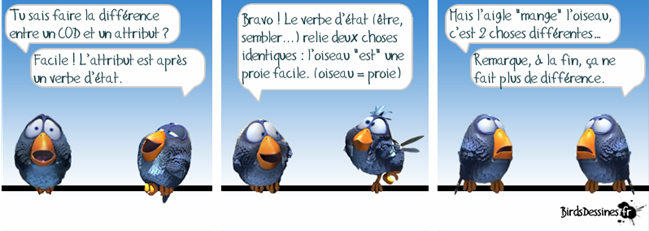 Tu sais faire la différence
entre un COD et un attribut ?
Facile ! L'attribut est après
un verbe d'état.
Bravo ! Le verbe d'état (être,
sembler...) relie deux choses
identiques : l'oiseau "est" une
proie facile. (oiseau = proie)
Mais l'aigle "mange" l'oiseau,
c'est 2 choses différentes...
Remarque, à la fin, ça ne
fait plus de différence.
BirdsDessines.fr